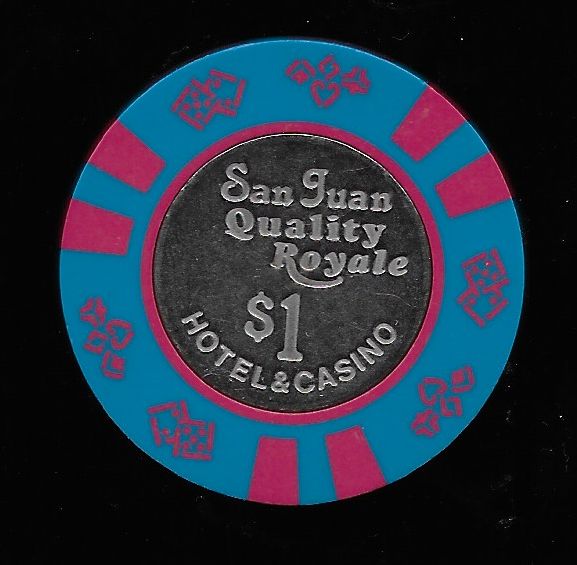 San Juan
Quality
Royale
$1
HOTEL & CASINO